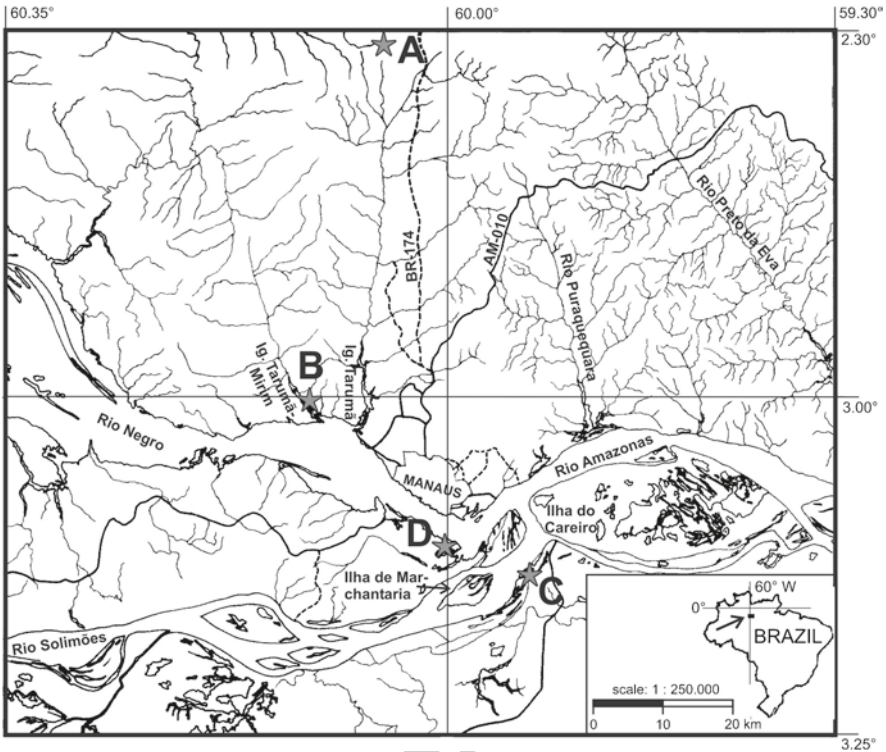 60.35°
60.00°
59.30°
2.30°
A
BR-174
AM-010
Rio Preto da Eva
Rio Puraquequara
B
Ig. Tarumã-
Mirim
Ig. Tarumã
3.00°
Rio Negro
Rio Amazonas
MANAUS
Ilha do
Careiro
D
C
Ilha de Mar-
chantaria
Rio Solimões
60° W
0°
BRAZIL
scale: 1 : 250.000
0 10 20 km
3.25°